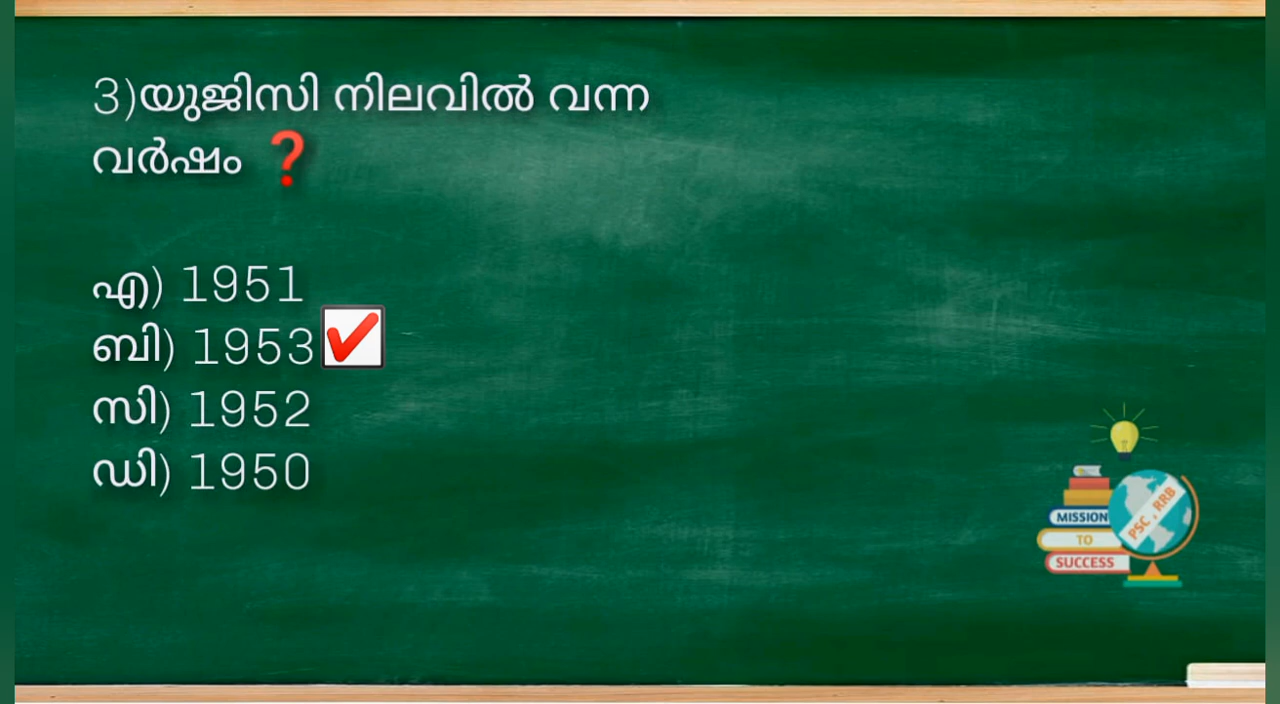 3)യുജിസി നിലവിൽ വന്ന
വർഷം ❓
എ) 1951
ബി) 1953
സി) 1952
ഡി) 1950
MISSION
TO
SUCCESS
PSC , RRB